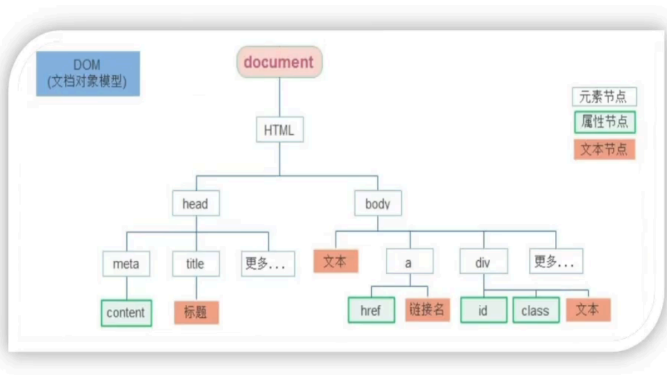 DOM
(文档对象模型)
document
元素节点
属性节点
文本节点
HTML
head
body
meta
title
更多...
文本
a
div
更多...
content
标题
href
链接名
id
class
文本